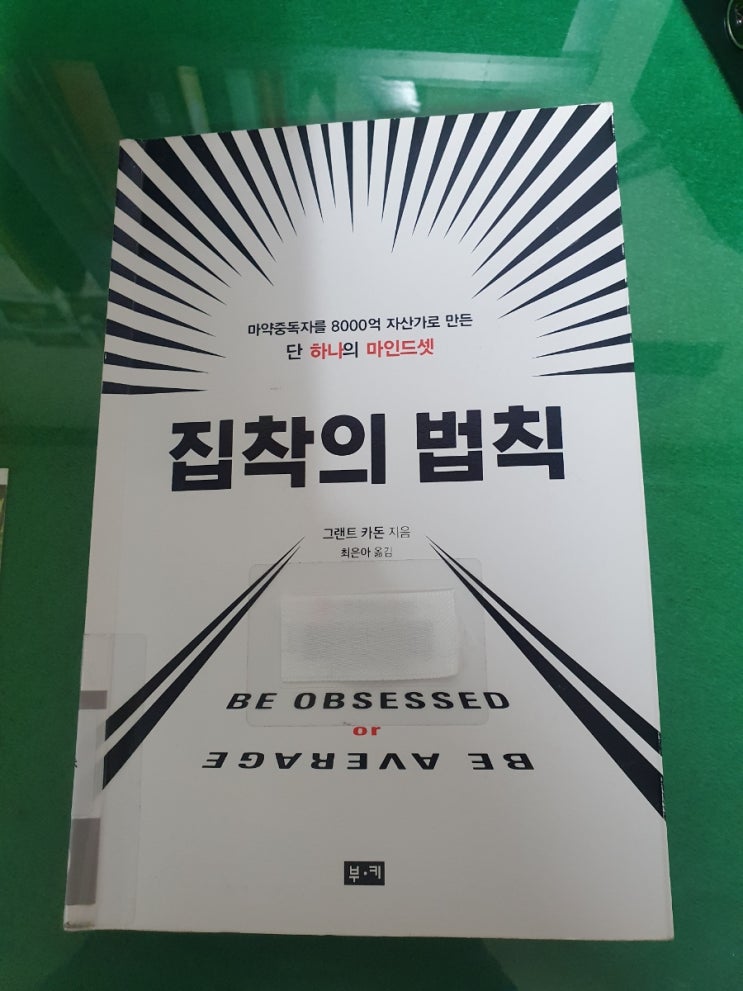 마약중독자를 8000억 자산가로 만든
단 하나의 마인드셋
집착의 법칙
그랜트 카돈 지음
최은아 옮김
BE OBSESSED
or
BE AVERAGE
부·키